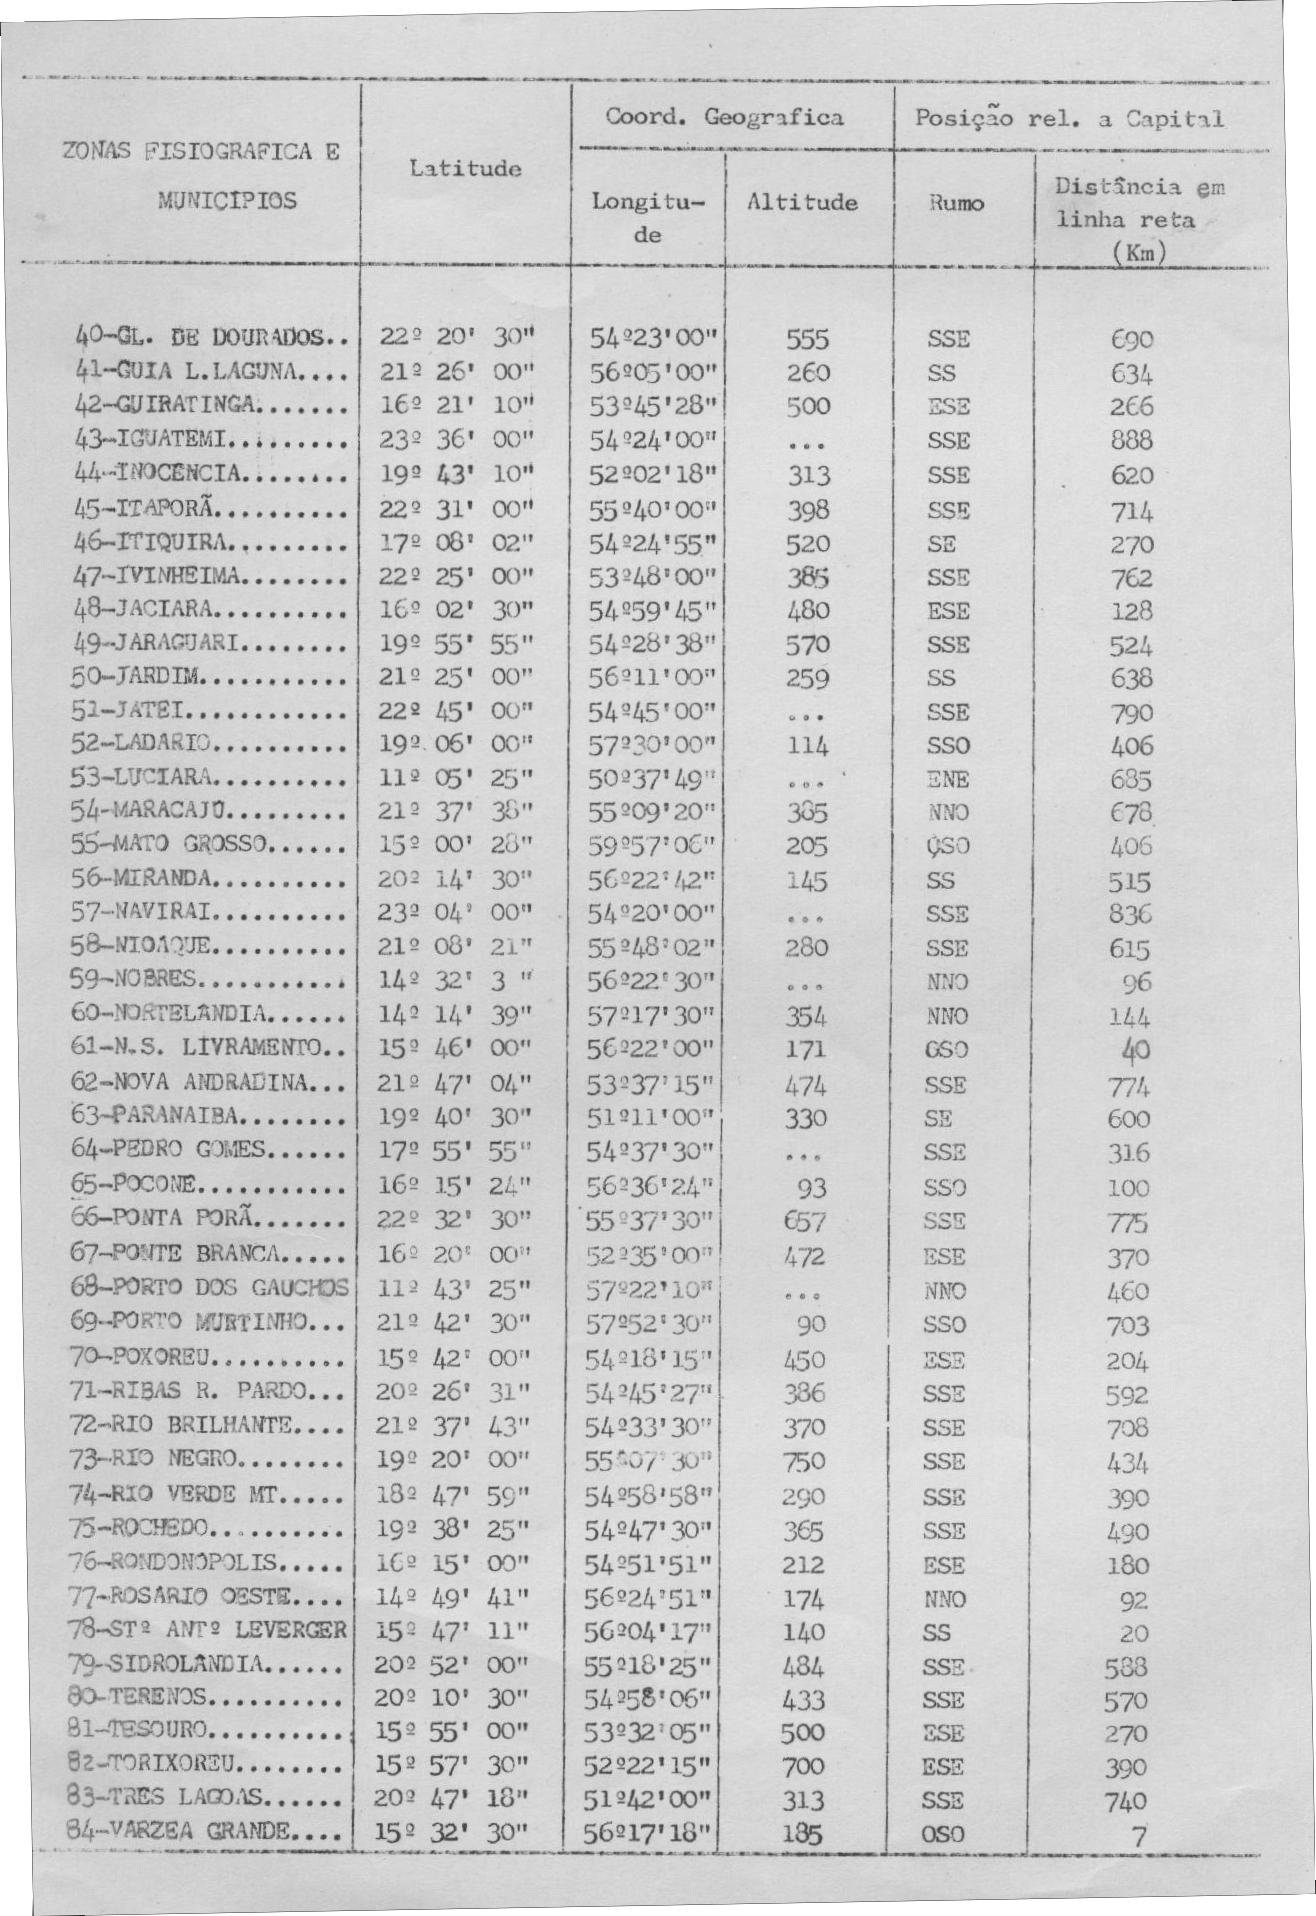 Coord. Geografica Posição rel. a Capital
ZONAS FISIOGRAFICA E
MUNICÍPIOS
Latitude
Longitu-
de
Altitude
Rumo
Distância em
linha reta
(Km)
40-GL. DE DOURADOS.. 22º 20' 30" 54º23'00" 555 SSE 690
41-GUIA L.LAGUNA.... 21º 26' 00" 56º05'00" 260 SS 634
42-GUIRATINGA....... 16º 21' 10" 53º45'28" 500 ESE 266
43-IGUATEMI......... 23º 36' 00" 54º24'00" ... SSE 888
44-INOCENCIA........ 19º 43' 10" 52º02'18" 313 SSE 620
45-ITAPORÃ.......... 22º 31' 00" 55º40'00" 398 SSE 714
46-ITIQUIRA......... 17º 08' 02" 54º24'55" 520 SE 270
47-IVINHEIMA........ 22º 25' 00" 53º48'00" 385 SSE 762
48-JACIARA.......... 16º 02' 30" 54º59'45" 480 ESE 128
49-JARAGUARI........ 19º 55' 55" 54º28'38" 570 SSE 524
50-JARDIM........... 21º 25' 00" 56º11'00" 259 SS 638
51-JATEI............ 22º 45' 00" 54º45'00" ... SSE 790
52-LADARIO.......... 19º 06' 00" 57º30'00" 114 SSO 406
53-LUCIARA.......... 11º 05' 25" 50º37'49" ... ENE 685
54-MARACAJÚ......... 21º 37' 38" 55º09'20" 385 NNO 678
55-MATO GROSSO...... 15º 00' 28" 59º57'06" 205 OSO 406
56-MIRANDA.......... 20º 14' 30" 56º22'42" 145 SS 515
57-NAVIRAI.......... 23º 04' 00" 54º20'00" ... SSE 836
58-NIOAQUE.......... 21º 08' 21" 55º48'02" 280 SSE 615
59-NOBRES........... 14º 32' 3 " 56º22'30" ... NNO 96
60-NORTELÂNDIA...... 14º 14' 39" 57º17'30" 354 NNO 144
61-N.S. LIVRAMENTO.. 15º 46' 00" 56º22'00" 171 OSO 40
62-NOVA ANDRADINA... 21º 47' 04" 53º37'15" 474 SSE 774
63-PARANAIBA........ 19º 40' 30" 51º11'00" 330 SE 600
64-PEDRO GOMES...... 17º 55' 55" 54º37'30" ... SSE 316
65-POCONE........... 16º 15' 24" 56º36'24" 93 SSO 100
66-PONTA PORÃ....... 22º 32' 30" 55º37'30" 657 SSE 775
67-PONTE BRANCA..... 16º 20' 00" 52º35'00" 472 ESE 370
68-PORTO DOS GAUCHOS 11º 43' 25" 57º22'10" ... NNO 460
69-PORTO MURTINHO... 21º 42' 30" 57º52'30" 90 SSO 703
70-POXOREU.......... 15º 42' 00" 54º18'15" 450 ESE 204
71-RIBAS R. PARDO... 20º 26' 31" 54º45'27" 386 SSE 592
72-RIO BRILHANTE.... 21º 37' 43" 54º33'30" 370 SSE 708
73-RIO NEGRO........ 19º 20' 00" 55º07'30" 750 SSE 434
74-RIO VERDE MT..... 18º 47' 59" 54º58'58" 290 SSE 390
75-ROCHEDO.......... 19º 38' 25" 54º47'30" 365 SSE 490
76-RONDONOPOLIS..... 16º 15' 00" 54º51'51" 212 ESE 180
77-ROSÁRIO OESTE.... 14º 49' 41" 56º24'51" 174 NNO 92
78-STº ANTº LEVERGER 15º 47' 11" 56º04'17" 140 SS 20
79-SIDROLÂNDIA...... 20º 52' 00" 55º18'25" 484 SSE 588
80-TERENOS.......... 20º 10' 30" 54º58'06" 433 SSE 570
81-TESOURO.......... 15º 55' 00" 53º32'05" 500 ESE 270
82-TORIXOREU........ 15º 57' 30" 52º22'15" 700 ESE 390
83-TRES LAGOAS...... 20º 47' 18" 51º42'00" 313 SSE 740
84-VARZEA GRANDE.... 15º 32' 30" 56º17'18" 185 OSO 7